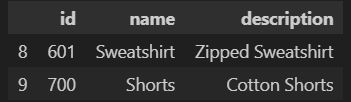 id name description
8 601 Sweatshirt Zipped Sweatshirt
9 700 Shorts Cotton Shorts